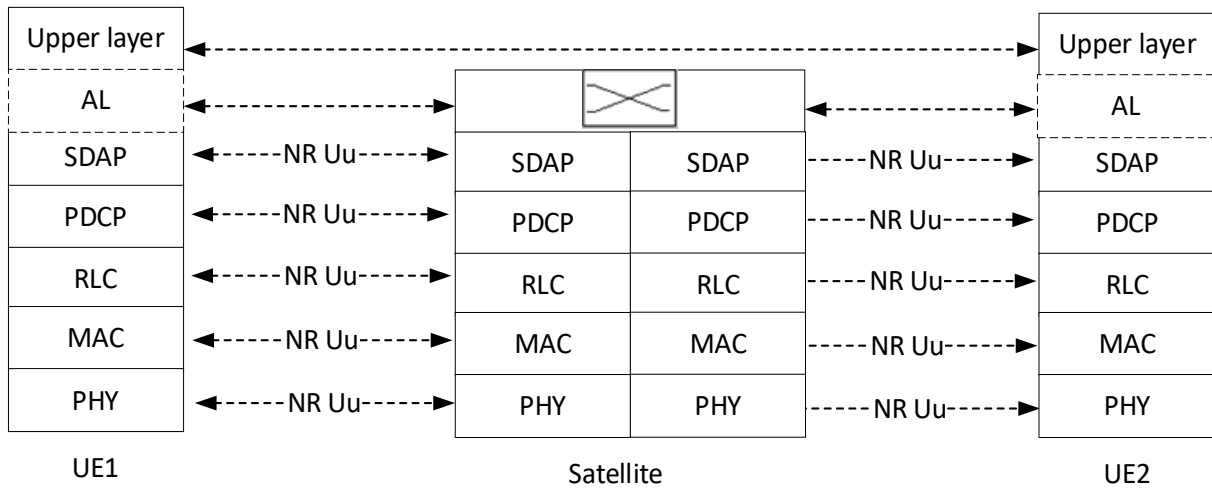 Upper layer
Upper layer
AL
AL
SDAP
NR Uu
SDAP
SDAP
NR Uu
SDAP
PDCP
NR Uu
PDCP
PDCP
NR Uu
PDCP
RLC
NR Uu
RLC
RLC
NR Uu
RLC
MAC
NR Uu
MAC
MAC
NR Uu
MAC
PHY
NR Uu
PHY
PHY
NR Uu
PHY
UE1
Satellite
UE2